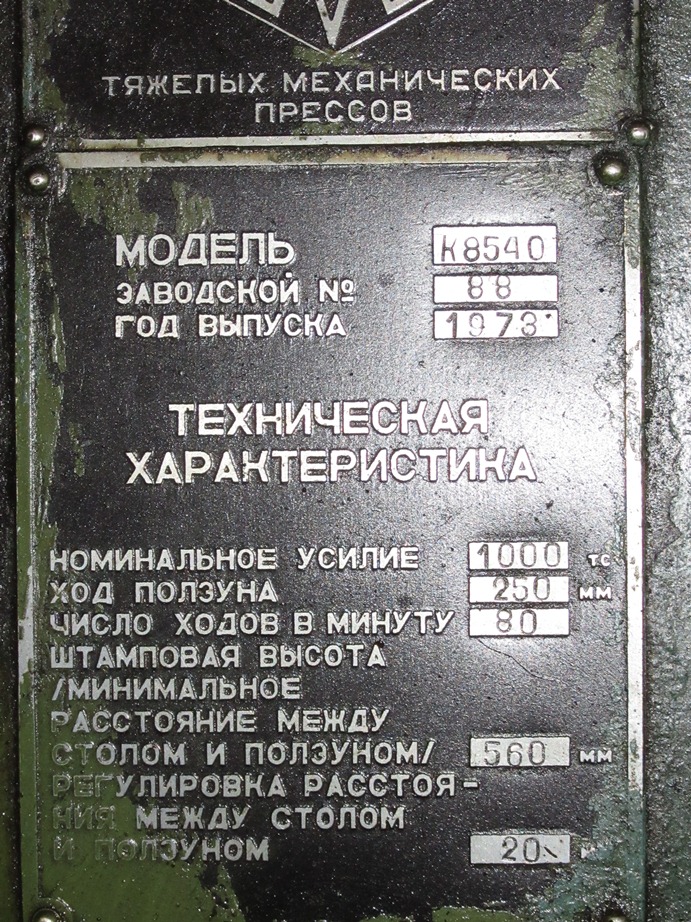 ТЯЖЕЛЫХ МЕХАНИЧЕСКИХ
ПРЕССОВ
МОДЕЛЬ К8540
ЗАВОДСКОЙ № 88
ГОД ВЫПУСКА 1978
ТЕХНИЧЕСКАЯ
ХАРАКТЕРИСТИКА
НОМИНАЛЬНОЕ УСИЛИЕ 1000 тс
ХОД ПОЛЗУНА 250 мм
ЧИСЛО ХОДОВ В МИНУТУ 80
ШТАМПОВАЯ ВЫСОТА
/МИНИМАЛЬНОЕ
РАССТОЯНИЕ МЕЖДУ
СТОЛОМ И ПОЛЗУНОМ/ 560 мм
РЕГУЛИРОВКА РАССТОЯ-
НИЯ МЕЖДУ СТОЛОМ
И ПОЛЗУНОМ 20